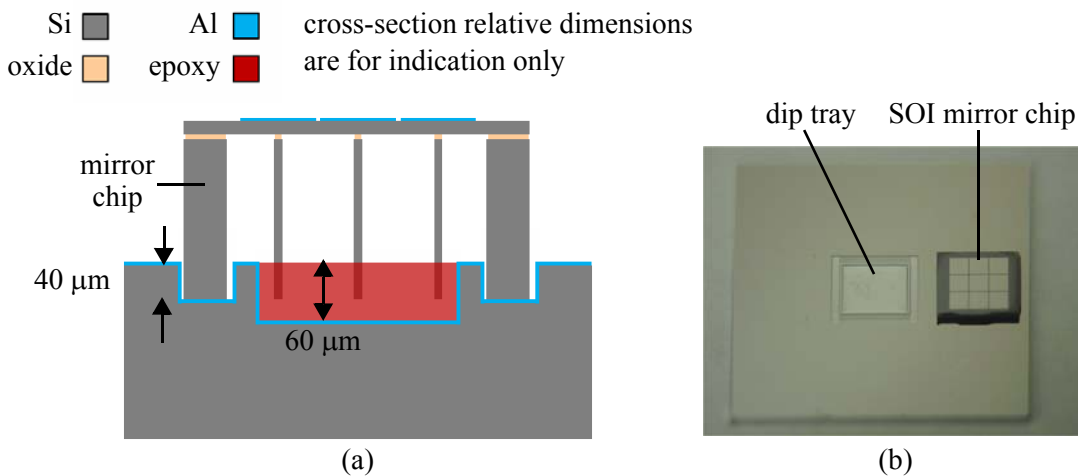 Si
Al
cross-section relative dimensions
oxide
epoxy
are for indication only
mirror
chip
40 μm
60 μm
(a)
dip tray
SOI mirror chip
(b)